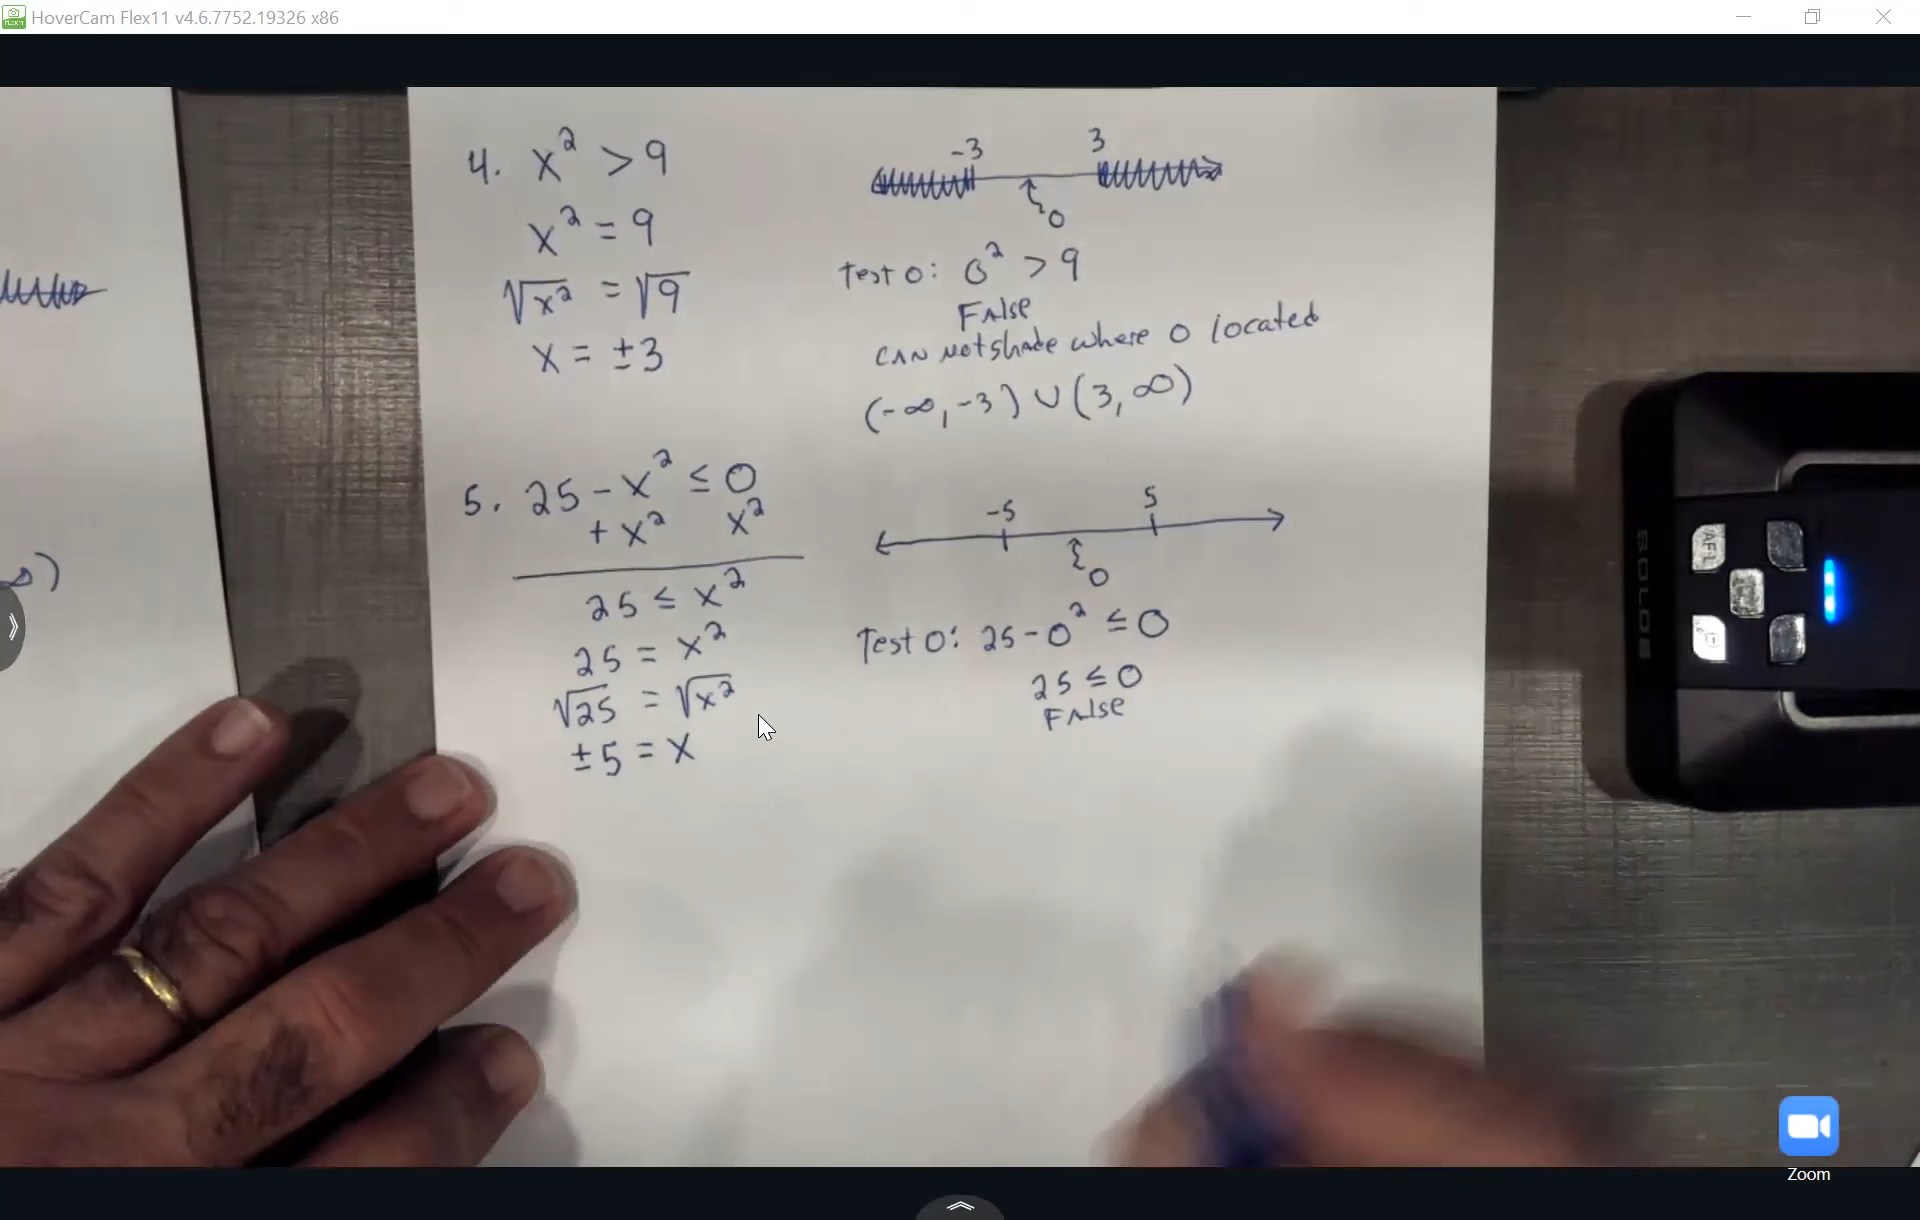 HoverCam Flex11 v4.6.7752.19326 x86
4. x² > 9
x² = 9
√x² = √9
x = ±3
-3 3
0
Test 0: 0² > 9
False
CAN not shade where 0 located
(-∞, -3) ∪ (3, ∞)
∞)
5. 25 - x² ≤ 0
+ x² x²
25 ≤ x²
25 = x²
√25 = √x²
±5 = x
-5 5
0
Test 0: 25 - 0² ≤ 0
25 ≤ 0
False
SOLO8
AF-L
Zoom